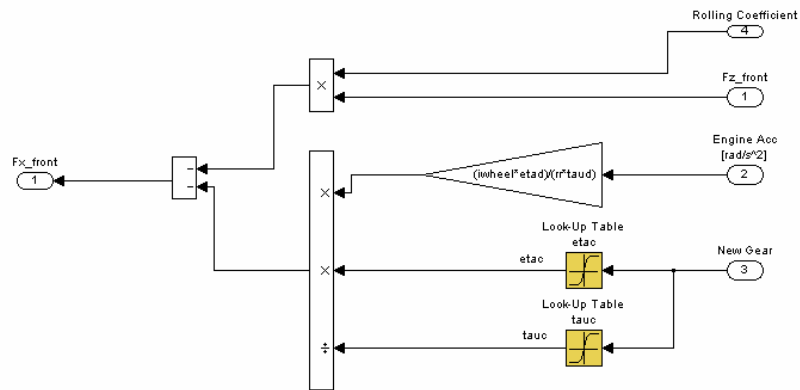 Rolling Coefficient
4
Fz_front
1
×
Engine Acc
[rad/s^2]
2
Fx_front
1
−
−
(iwheel*etad)/(rr*taud)
×
Look-Up Table
etac
New Gear
3
etac
×
Look-Up Table
tauc
tauc
÷